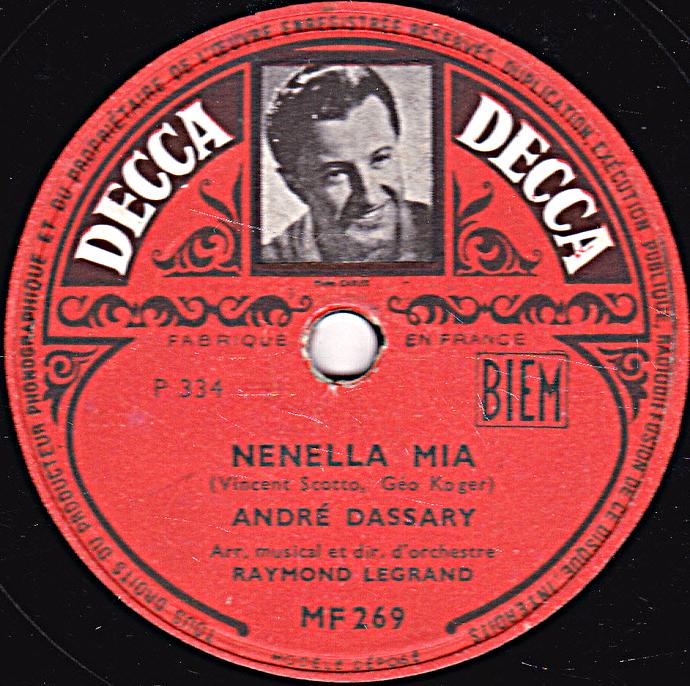 TOUS DROITS DU PRODUCTEUR PHONOGRAPHIQUE ET DU PROPRIÉTAIRE DE L'ŒUVRE ENREGISTRÉE RÉSERVÉS. DUPLICATION, EXÉCUTION PUBLIQUE, RADIODIFFUSION DE CE DISQUE INTERDITS
DECCA
DECCA
FABRIQUÉ EN FRANCE
P 334
BIEM
NENELLA MIA
(Vincent Scotto, Géo Koger)
ANDRÉ DASSARY
Arr. musical et dir. d'orchestre
RAYMOND LEGRAND
MF 269
MODÈLE DÉPOSÉ